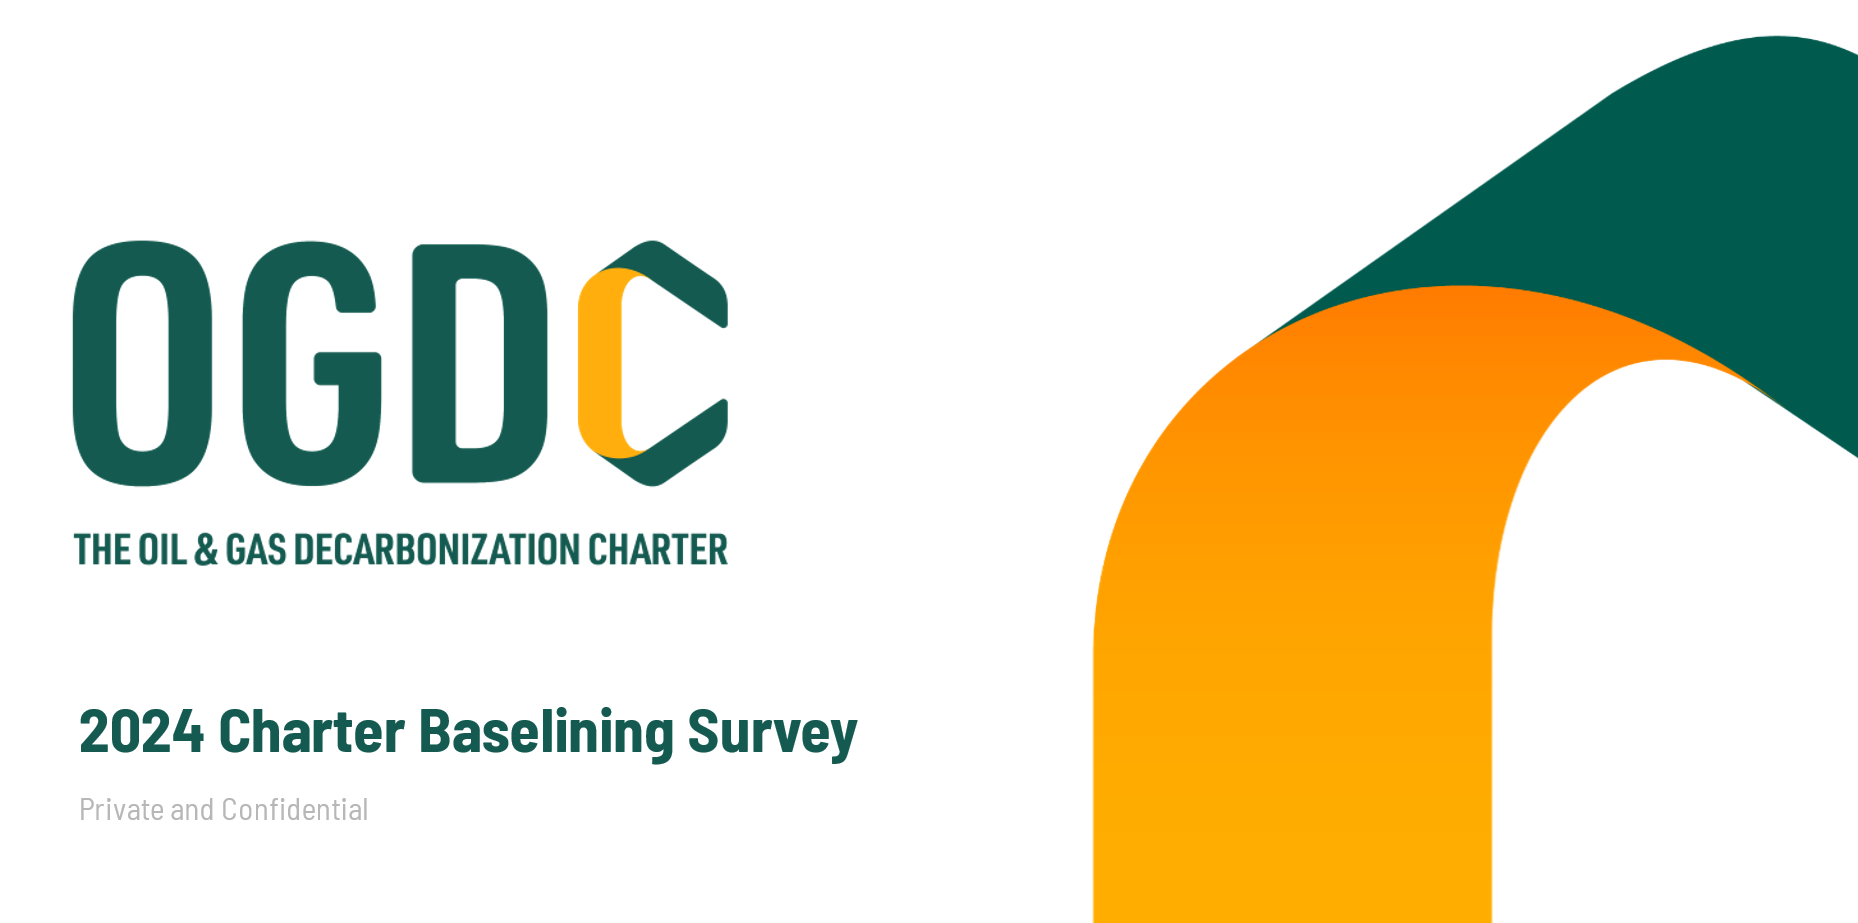 OGDC
THE OIL & GAS DECARBONIZATION CHARTER
2024 Charter Baselining Survey
Private and Confidential